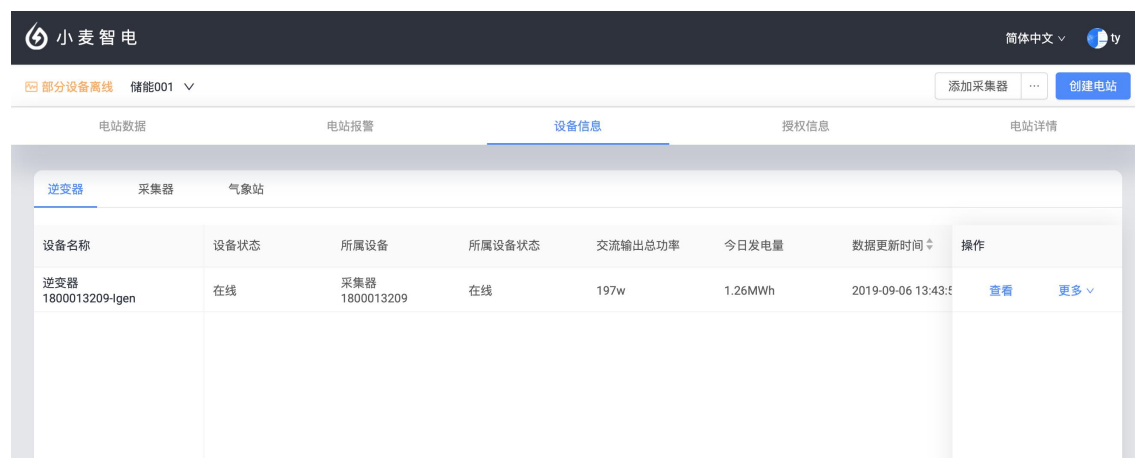 小麦智电
简体中文
ty
部分设备离线 储能001
添加采集器 ... 创建电站
电站数据 电站报警 设备信息 授权信息 电站详情
逆变器 采集器 气象站
设备名称 设备状态 所属设备 所属设备状态 交流输出总功率 今日发电量 数据更新时间 操作
逆变器
1800013209-Igen
在线
采集器
1800013209
在线 197w 1.26MWh 2019-09-06 13:43:5 查看 更多